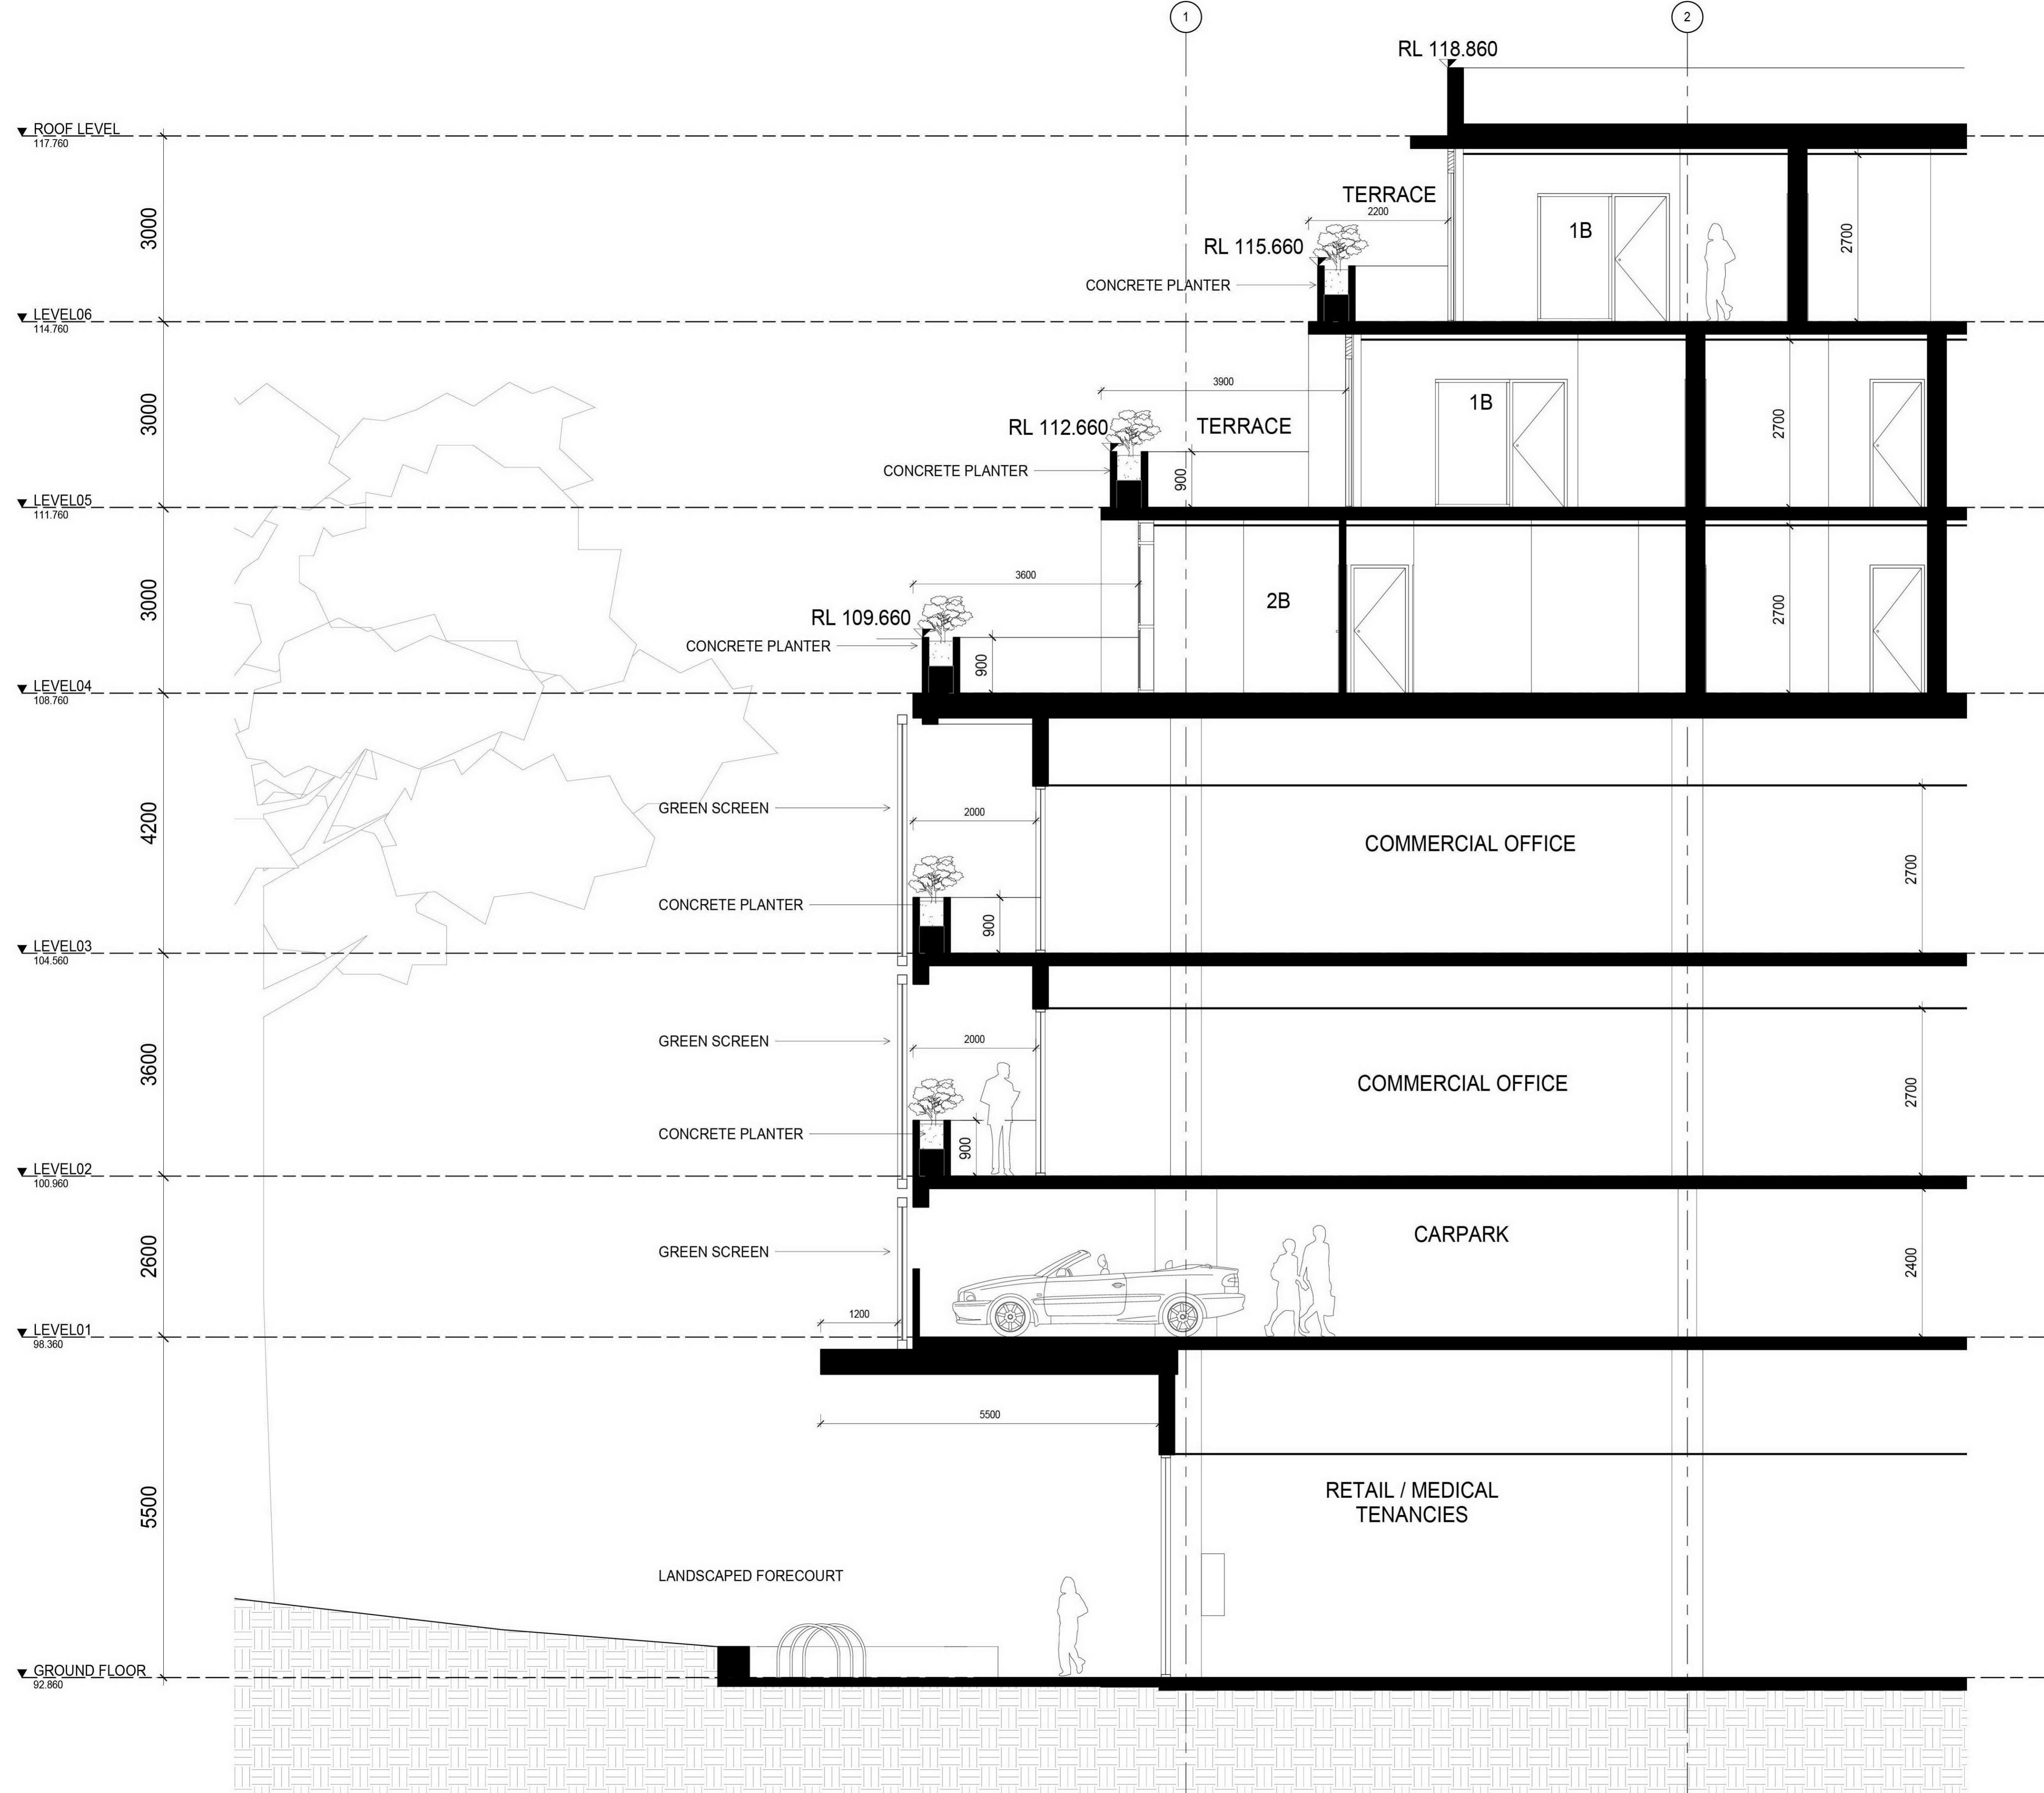 1
2
RL 118.860
ROOF LEVEL
117.760
3000
TERRACE
2200
1B
2700
RL 115.660
CONCRETE PLANTER
LEVEL06
114.760
3000
3900
1B
2700
RL 112.660
TERRACE
CONCRETE PLANTER
900
LEVEL05
111.760
3000
3600
2B
2700
RL 109.660
CONCRETE PLANTER
900
LEVEL04
108.760
4200
GREEN SCREEN
2000
COMMERCIAL OFFICE
2700
CONCRETE PLANTER
900
LEVEL03
104.560
3600
GREEN SCREEN
2000
COMMERCIAL OFFICE
2700
CONCRETE PLANTER
900
LEVEL02
100.960
2600
GREEN SCREEN
CARPARK
2400
1200
LEVEL01
98.360
5500
5500
RETAIL / MEDICAL
TENANCIES
LANDSCAPED FORECOURT
GROUND FLOOR
92.860